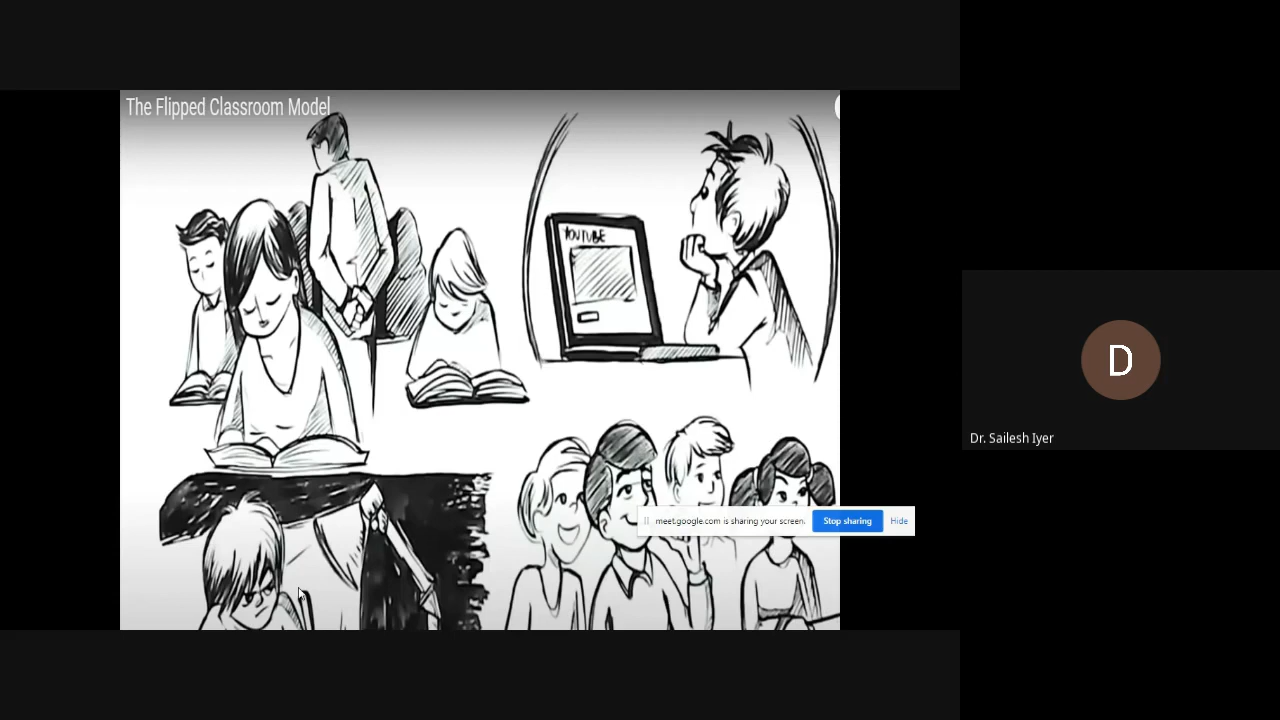 The Flipped Classroom Model
YOUTUBE
meet.google.com is sharing your screen.
Stop sharing
Hide
D
Dr. Sailesh Iyer